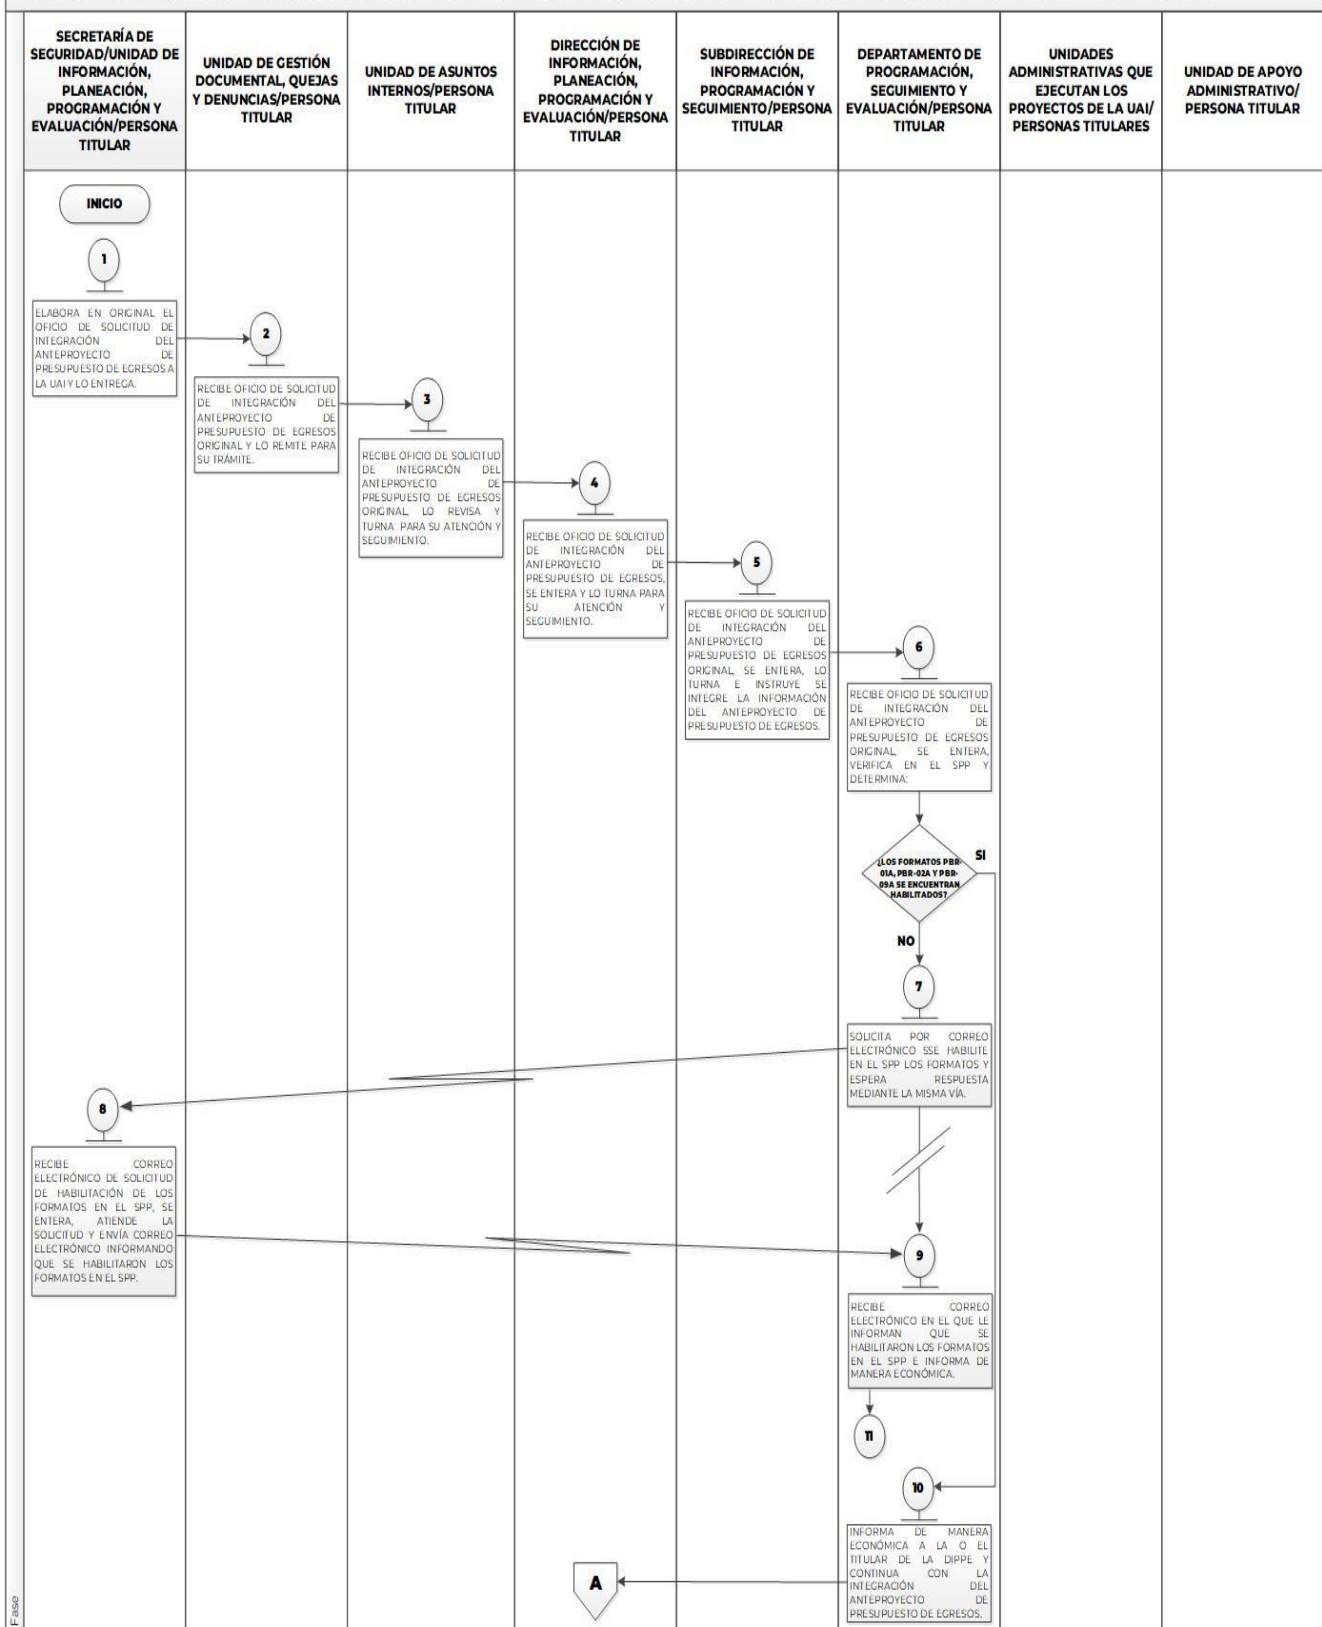 SECRETARÍA DE
SEGURIDAD/UNIDAD DE
INFORMACIÓN,
PLANEACIÓN,
PROGRAMACIÓN Y
EVALUACIÓN/PERSONA
TITULAR
UNIDAD DE GESTIÓN
DOCUMENTAL, QUEJAS
Y DENUNCIAS/PERSONA
TITULAR
UNIDAD DE ASUNTOS
INTERNOS/PERSONA
TITULAR
DIRECCIÓN DE
INFORMACIÓN,
PLANEACIÓN,
PROGRAMACIÓN Y
EVALUACIÓN/PERSONA
TITULAR
SUBDIRECCIÓN DE
INFORMACIÓN,
PROGRAMACIÓN Y
SEGUIMIENTO/PERSONA
TITULAR
DEPARTAMENTO DE
PROGRAMACIÓN,
SEGUIMIENTO Y
EVALUACIÓN/PERSONA
TITULAR
UNIDADES
ADMINISTRATIVAS QUE
EJECUTAN LOS
PROYECTOS DE LA UAI/
PERSONAS TITULARES
UNIDAD DE APOYO
ADMINISTRATIVO/
PERSONA TITULAR
INICIO
1
ELABORA EN ORIGINAL EL
OFICIO DE SOLICITUD DE
INTEGRACIÓN DEL
ANTEPROYECTO DE
PRESUPUESTO DE EGRESOS A
LA UAI Y LO ENTREGA.
2
RECIBE OFICIO DE SOLICITUD
DE INTEGRACIÓN DEL
ANTEPROYECTO DE
PRESUPUESTO DE EGRESOS
ORIGINAL Y LO REMITE PARA
SU TRÁMITE.
3
RECIBE OFICIO DE SOLICITUD
DE INTEGRACIÓN DEL
ANTEPROYECTO DE
PRESUPUESTO DE EGRESOS
ORIGINAL, LO REVISA Y
TURNA PARA SU ATENCIÓN Y
SEGUIMIENTO.
4
RECIBE OFICIO DE SOLICITUD
DE INTEGRACIÓN DEL
ANTEPROYECTO DE
PRESUPUESTO DE EGRESOS,
SE ENTERA Y LO TURNA PARA
SU ATENCIÓN Y
SEGUIMIENTO.
5
RECIBE OFICIO DE SOLICITUD
DE INTEGRACIÓN DEL
ANTEPROYECTO DE
PRESUPUESTO DE EGRESOS
ORIGINAL, SE ENTERA, LO
TURNA E INSTRUYE SE
INTEGRE LA INFORMACIÓN
DEL ANTEPROYECTO DE
PRESUPUESTO DE EGRESOS.
6
RECIBE OFICIO DE SOLICITUD
DE INTEGRACIÓN DEL
ANTEPROYECTO DE
PRESUPUESTO DE EGRESOS
ORIGINAL, SE ENTERA,
VERIFICA EN EL SPP Y
DETERMINA:
¿LOS FORMATOS PBR-
01A, PBR-02A Y PBR-
09A SE ENCUENTRAN
HABILITADOS?
SI
NO
7
SOLICITA POR CORREO
ELECTRÓNICO SSE HABILITE
EN EL SPP LOS FORMATOS Y
ESPERA RESPUESTA
MEDIANTE LA MISMA VÍA.
8
RECIBE CORREO
ELECTRÓNICO DE SOLICITUD
DE HABILITACIÓN DE LOS
FORMATOS EN EL SPP, SE
ENTERA, ATIENDE LA
SOLICITUD Y ENVÍA CORREO
ELECTRÓNICO INFORMANDO
QUE SE HABILITARON LOS
FORMATOS EN EL SPP.
9
RECIBE CORREO
ELECTRÓNICO EN EL QUE LE
INFORMAN QUE SE
HABILITARON LOS FORMATOS
EN EL SPP E INFORMA DE
MANERA ECONÓMICA.
11
10
INFORMA DE MANERA
ECONÓMICA A LA O EL
TITULAR DE LA DIPPE Y
CONTINUA CON LA
INTEGRACIÓN DEL
ANTEPROYECTO DE
PRESUPUESTO DE EGRESOS.
A
Fase